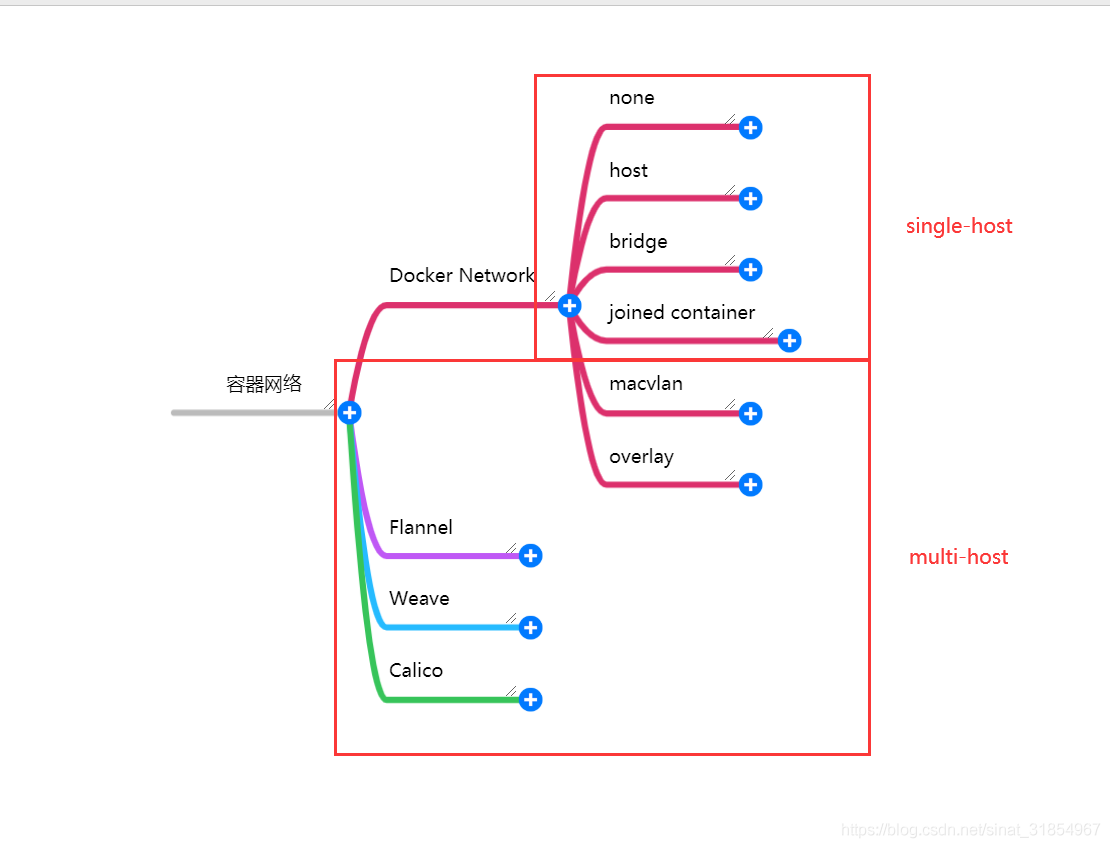 none
host
single-host
bridge
Docker Network
joined container
容器网络
macvlan
overlay
Flannel
multi-host
Weave
Calico
https://blog.csdn.net/sinat_31854967